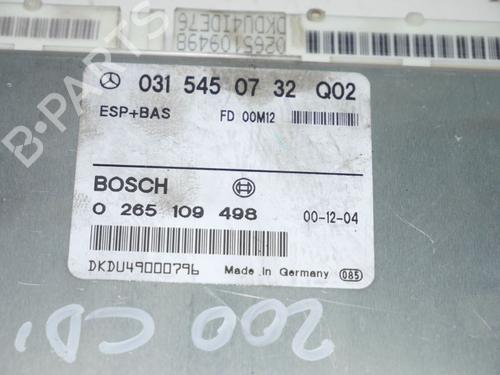 0265109498
DKDU41DE76
031 545 07 32 Q02
ESP+BAS FD 00M12
BOSCH
0 265 109 498 00-12-04
DKDU49000796 Made in Germany 085
200 CDI